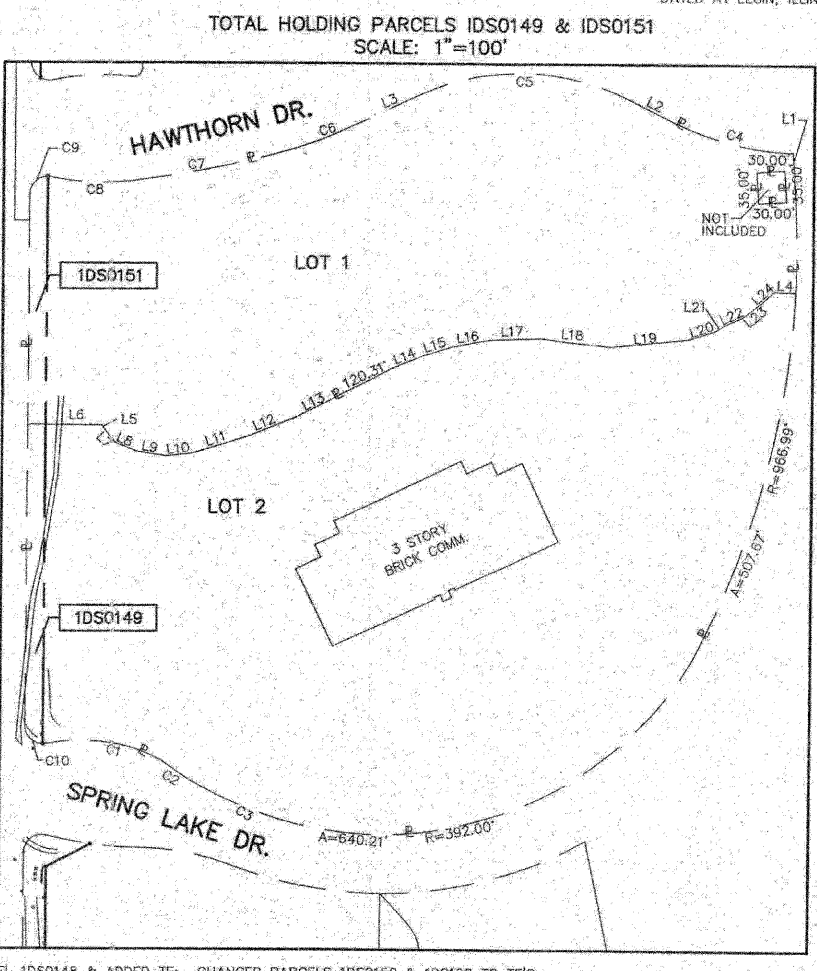 TOTAL HOLDING PARCELS IDS0149 & IDS0151
SCALE: 1"=100'
HAWTHORN DR.
C9
C8
C7
C6
L3
C5
L2
C4
L1
30.00'
35.00'
35.00'
30.00'
NOT
INCLUDED
LOT 1
1DS0151
L4
L24
L23
L22
L21
L20
L19
L18
L17
L16
L15
L14
120.31'
L13
L12
L11
L10
L9
L8
L5
L6
R=966.99'
A=507.67'
LOT 2
3 STORY
BRICK COMM.
1DS0149
C10
C1
C2
C3
SPRING LAKE DR.
A=640.21'
R=392.00'